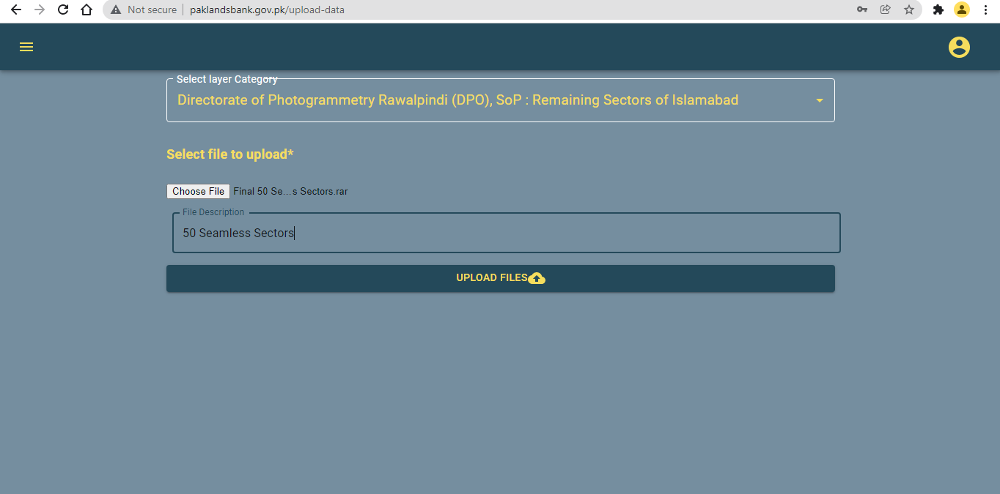 Not secure | paklandsbank.gov.pk/upload-data
Select layer Category
Directorate of Photogrammetry Rawalpindi (DPO), SoP : Remaining Sectors of Islamabad
Select file to upload*
Choose File Final 50 Se...s Sectors.rar
File Description
50 Seamless Sectors
UPLOAD FILES